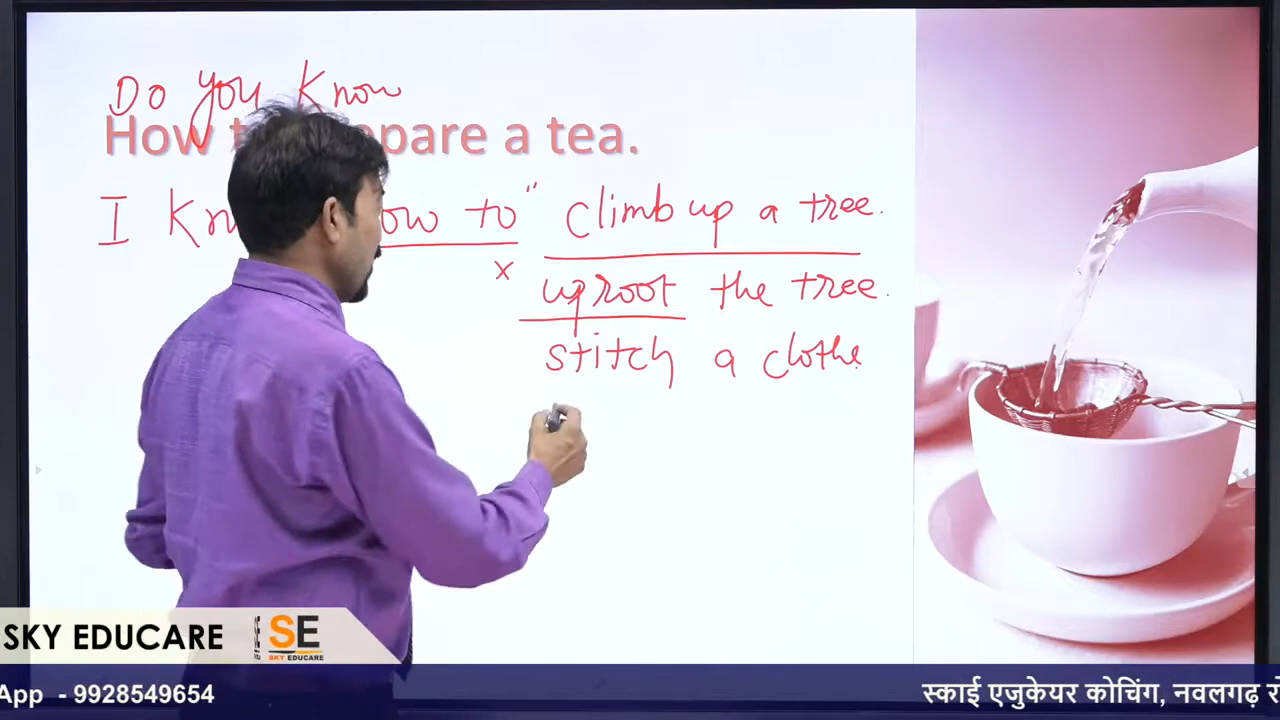 Do you Know
How epare a tea.
I Kn ow to" climb up a tree.
x
uproot the tree.
stitch a clothe
SKY EDUCARE
SE
SKY EDUCARE
App - 9928549654
स्काई एजुकेयर कोचिंग, नवलगढ़ रो